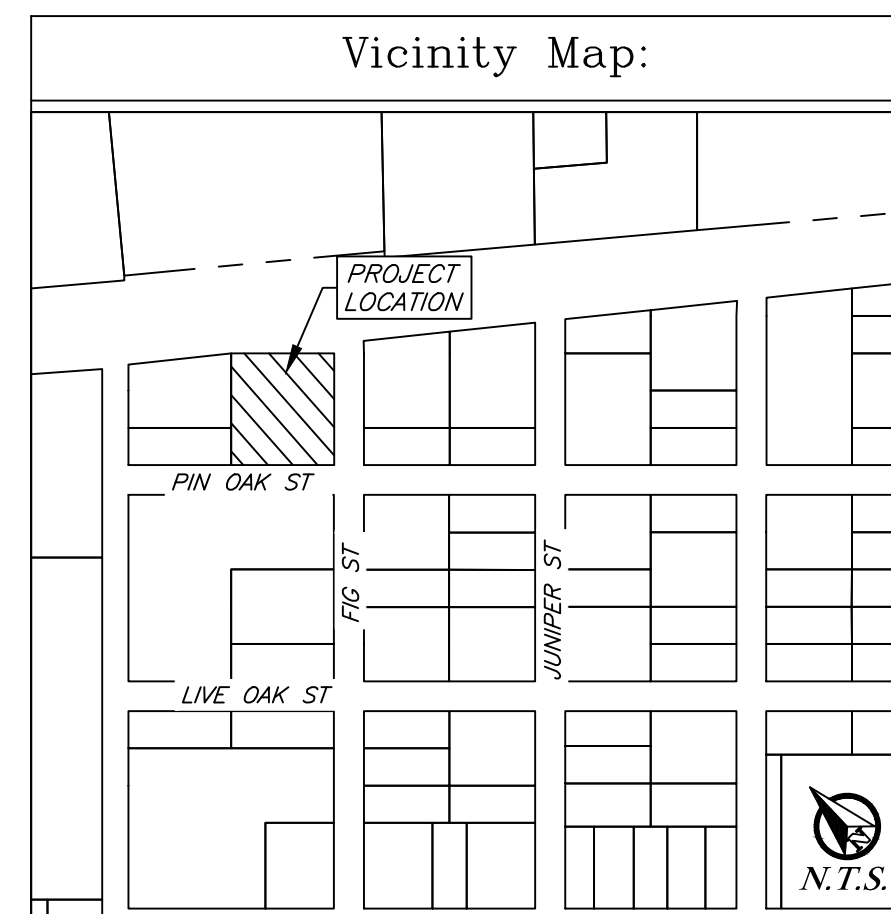 Vicinity Map:
PROJECT
LOCATION
PIN OAK ST
FIG ST
JUNIPER ST
LIVE OAK ST
N
N.T.S.